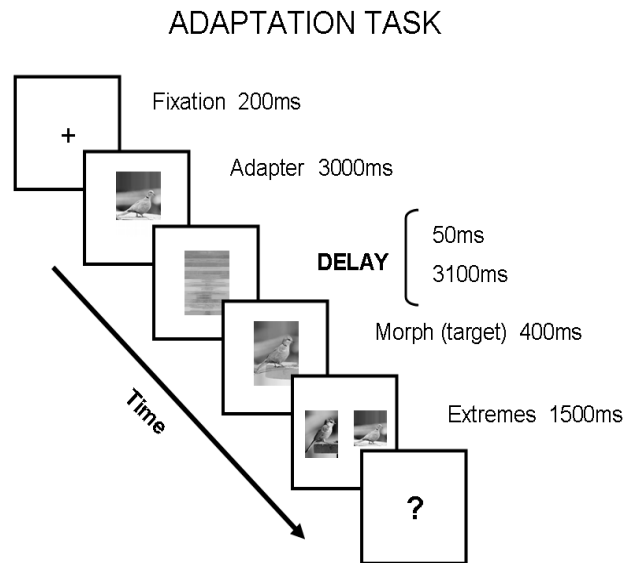 ADAPTATION TASK
+
Fixation 200ms
Adapter 3000ms
DELAY
50ms
3100ms
Morph (target) 400ms
Extremes 1500ms
Time
?